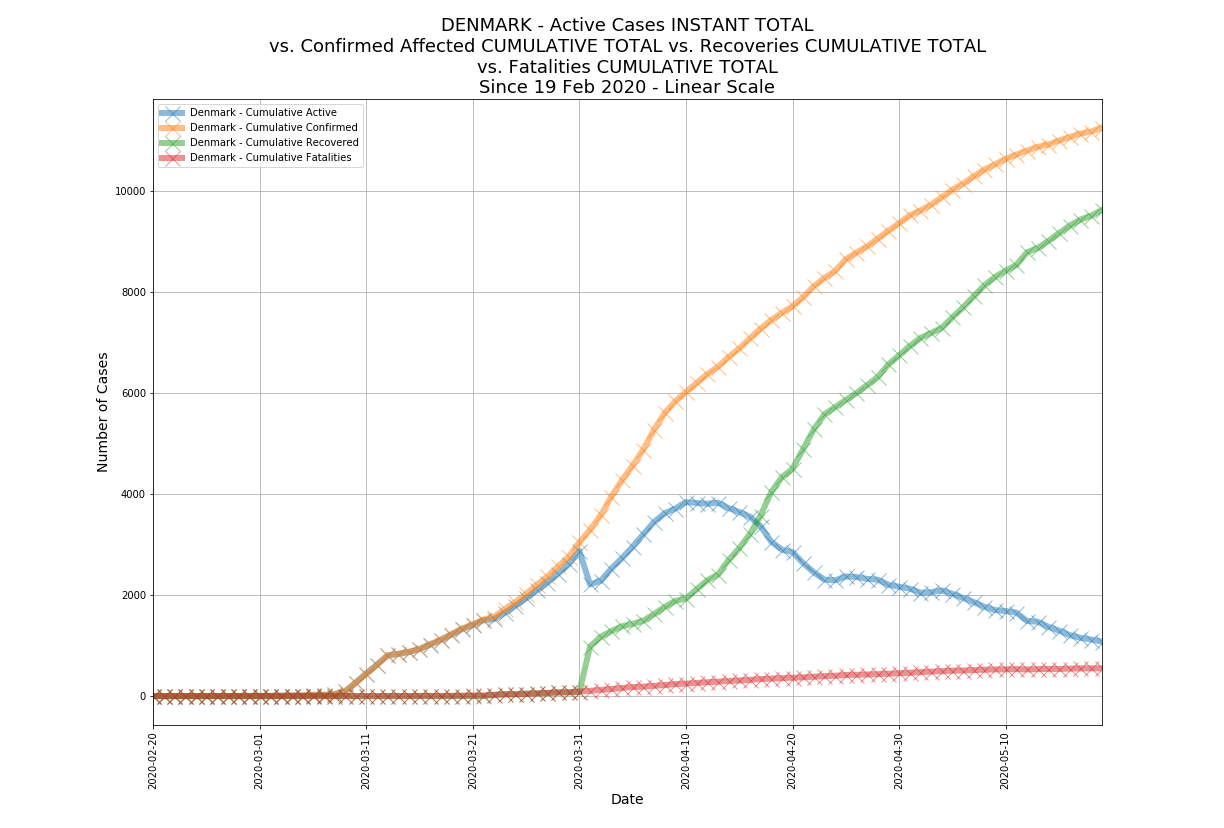 DENMARK - Active Cases INSTANT TOTAL
vs. Confirmed Affected CUMULATIVE TOTAL vs. Recoveries CUMULATIVE TOTAL
vs. Fatalities CUMULATIVE TOTAL
Since 19 Feb 2020 - Linear Scale
Denmark - Cumulative Active
Denmark - Cumulative Confirmed
Denmark - Cumulative Recovered
Denmark - Cumulative Fatalities
Number of Cases
10000
8000
6000
4000
2000
0
2020-02-20
2020-03-01
2020-03-11
2020-03-21
2020-03-31
2020-04-10
2020-04-20
2020-04-30
2020-05-10
Date